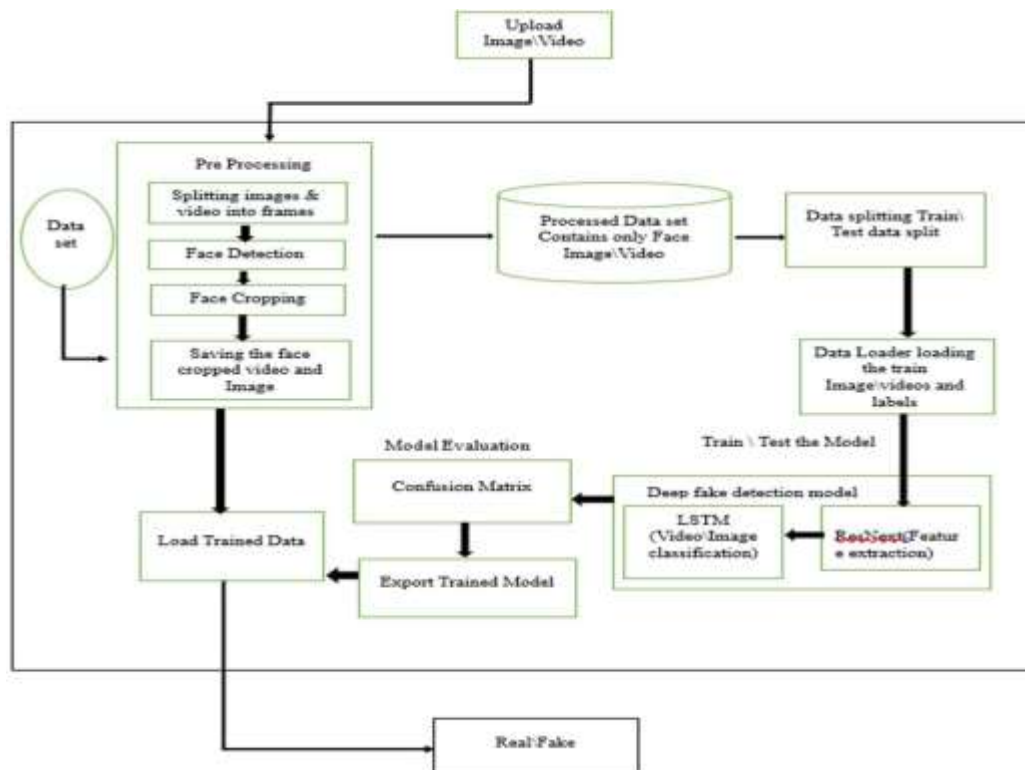 Upload
Image\Video
Pre Processing
Splitting images &
video into frames
Face Detection
Face Cropping
Saving the face
cropped video and
Image
Data
set
Processed Data set
Contains only Face
Image\Video
Data splitting Train\
Test data split
Data Loader loading
the train
Image\videos and
labels
Train \ Test the Model
Deep fake detection model
ResNext(Featur
e extraction)
LSTM
(Video\Image
classification)
Model Evaluation
Confusion Matrix
Export Trained Model
Load Trained Data
Real\Fake